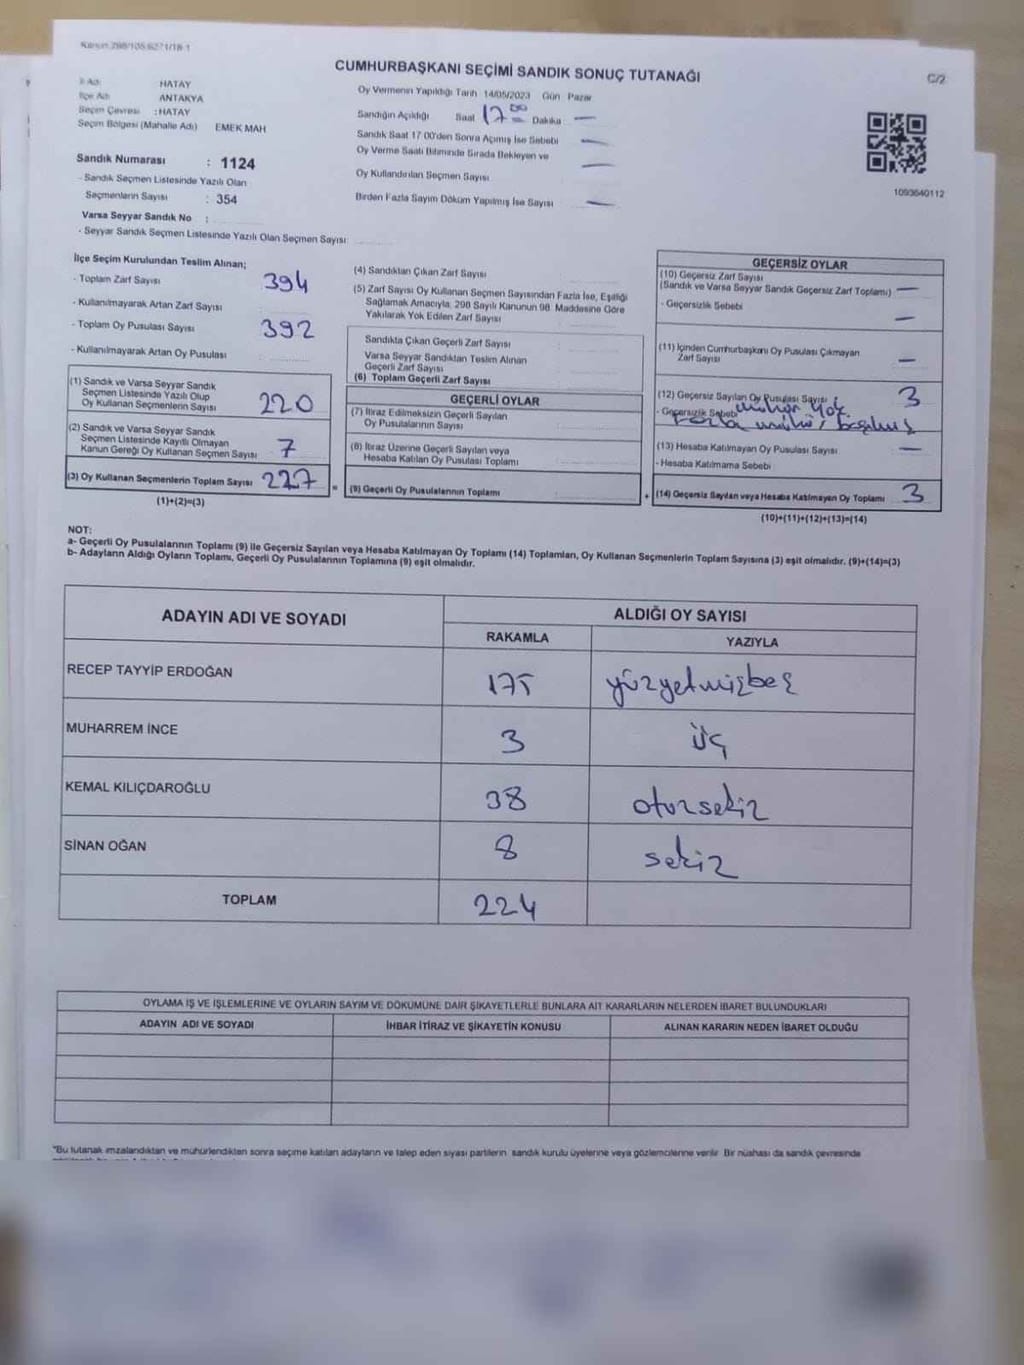 Kanun 298/105.6271/18-1
CUMHURBAŞKANI SEÇİMİ SANDIK SONUÇ TUTANAĞI
C/2
İl Adı HATAY
İlçe Adı ANTAKYA
Seçim Çevresi : HATAY
Seçim Bölgesi (Mahalle Adı) EMEK MAH
Sandık Numarası : 1124
- Sandık Seçmen Listesinde Yazılı Olan
Seçmenlerin Sayısı : 354
Varsa Seyyar Sandık No :
- Seyyar Sandık Seçmen Listesinde Yazılı Olan Seçmen Sayısı:
Oy Vermenin Yapıldığı Tarih 14/05/2023 Gün Pazar
Sandığın Açıldığı Saat 17 00 Dakika —
Sandık Saat 17 00'den Sonra Açılmış İse Sebebi —
Oy Verme Saati Bitiminde Sırada Bekleyen ve
Oy Kullandırılan Seçmen Sayısı —
Birden Fazla Sayım Döküm Yapılmış İse Sayısı —
1093640112
İlçe Seçim Kurulundan Teslim Alınan;
- Toplam Zarf Sayısı 394
- Kullanılmayarak Artan Zarf Sayısı
- Toplam Oy Pusulası Sayısı 392
- Kullanılmayarak Artan Oy Pusulası
(1) Sandık ve Varsa Seyyar Sandık
Seçmen Listesinde Yazılı Olup
Oy Kullanan Seçmenlerin Sayısı 220
(2) Sandık ve Varsa Seyyar Sandık
Seçmen Listesinde Kayıtlı Olmayan
Kanun Gereği Oy Kullanan Seçmen Sayısı 7
(3) Oy Kullanan Seçmenlerin Toplam Sayısı 227
(1)+(2)=(3)
=
(4) Sandıktan Çıkan Zarf Sayısı
(5) Zarf Sayısı Oy Kullanan Seçmen Sayısından Fazla İse, Eşitliği
Sağlamak Amacıyla, 298 Sayılı Kanunun 98. Maddesine Göre
Yakılarak Yok Edilen Zarf Sayısı
Sandıkta Çıkan Geçerli Zarf Sayısı
Varsa Seyyar Sandıktan Teslim Alınan
Geçerli Zarf Sayısı
(6) Toplam Geçerli Zarf Sayısı
GEÇERLİ OYLAR
(7) İtiraz Edilmeksizin Geçerli Sayılan
Oy Pusulasının Sayısı
(8) İtiraz Üzerine Geçerli Sayılan veya
Hesaba Katılan Oy Pusulası Toplamı
(9) Geçerli Oy Pusulalarının Toplamı
+
GEÇERSİZ OYLAR
(10) Geçersiz Zarf Sayısı
(Sandık ve Varsa Seyyar Sandık Geçersiz Zarf Toplamı) —
- Geçersizlik Sebebi —
(11) İçinden Cumhurbaşkanı Oy Pusulası Çıkmayan
Zarf Sayısı —
(12) Geçersiz Sayılan Oy Pusulası Sayısı 3
- Geçersizlik Sebebi mühür yok
fazla mühür basılmış
(13) Hesaba Katılmayan Oy Pusulası Sayısı —
- Hesaba Katılmama Sebebi
(14) Geçersiz Sayılan veya Hesaba Katılmayan Oy Toplamı 3
(10)+(11)+(12)+(13)=(14)
NOT:
a- Geçerli Oy Pusulalarının Toplamı (9) ile Geçersiz Sayılan veya Hesaba Katılmayan Oy Toplamı (14) Toplamları, Oy Kullanan Seçmenlerin Toplam Sayısına (3) eşit olmalıdır. (9)+(14)=(3)
b- Adayların Aldığı Oyların Toplamı, Geçerli Oy Pusulalarının Toplamına (9) eşit olmalıdır.
ADAYIN ADI VE SOYADI ALDIĞI OY SAYISI
RAKAMLA YAZIYLA
RECEP TAYYİP ERDOĞAN 175 yüzyetmişbeş
MUHARREM İNCE 3 üç
KEMAL KILIÇDAROĞLU 38 otuzsekiz
SİNAN OĞAN 8 sekiz
TOPLAM 224
OYLAMA İŞ VE İŞLEMLERİNE VE OYLARIN SAYIM VE DÖKÜMÜNE DAİR ŞİKAYETLERLE BUNLARA AİT KARARLARIN NELERDEN İBARET BULUNDUKLARI
ADAYIN ADI VE SOYADI İHBAR İTİRAZ VE ŞİKAYETİN KONUSU ALINAN KARARIN NEDEN İBARET OLDUĞU
*Bu tutanak imzalandıktan ve mühürlendikten sonra seçime katılan adayların ve talep eden siyasi partilerin sandık kurulu üyelerine veya gözlemcilerine verilir. Bir nüshası da sandık çevresinde